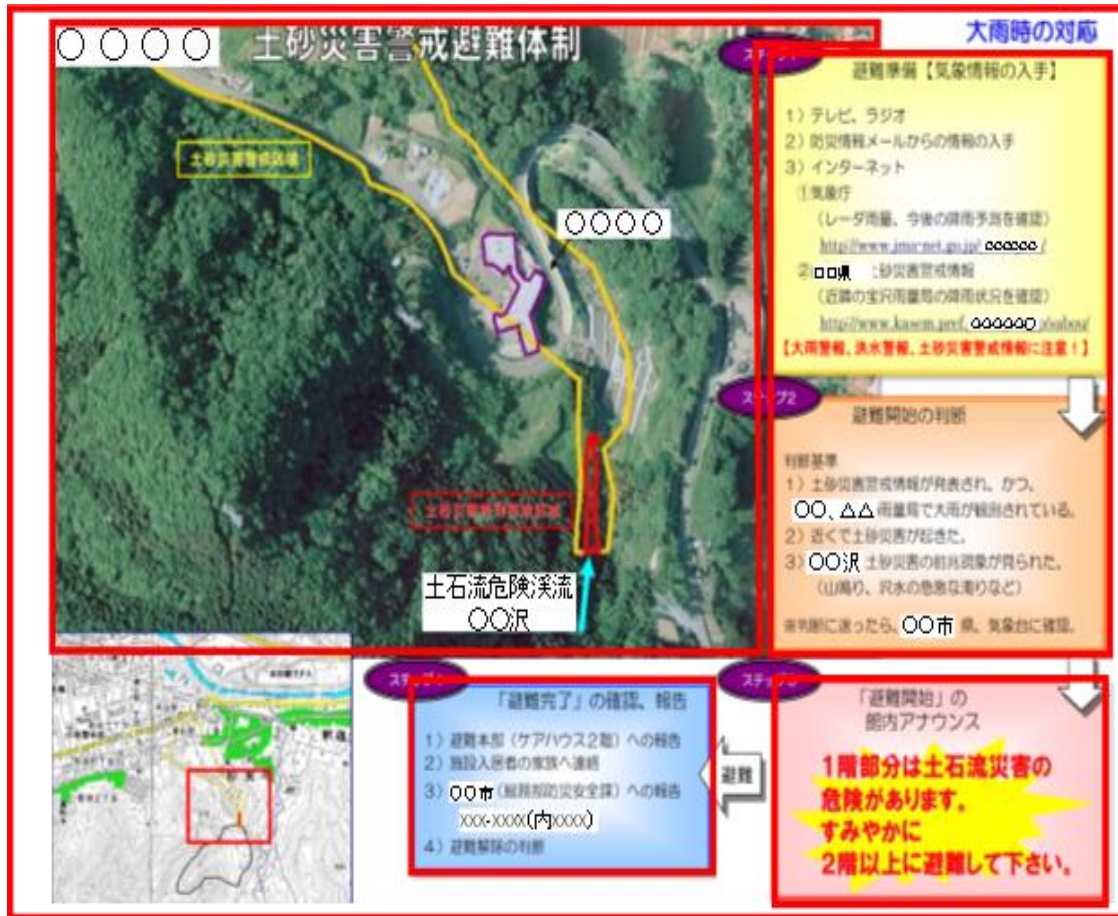 大雨時の対応
〇〇〇〇 土砂災害警戒避難体制
土砂災害警戒区域
〇〇〇〇
土砂災害特別警戒区域
土石流危険渓流
〇〇沢
避難準備【気象情報の入手】
1）テレビ、ラジオ
2）防災情報メールからの情報の入手
3）インターネット
①気象庁
（レーダ雨量、今後の降雨予測を確認）
②□□県 土砂災害警戒情報
（近隣の宝沢雨量局の降雨状況を確認）
【大雨警報、洪水警報、土砂災害警戒情報に注意！】
ステップ2
避難開始の判断
判断基準
1）土砂災害警戒情報が発表され、かつ、
〇〇、△△雨量局で大雨が観測されている。
2）近くで土砂災害が起きた。
3）〇〇沢 土砂災害の前兆現象が見られた。
（山鳴り、沢水の急激な濁りなど）
※判断に迷ったら、〇〇市 県、気象台に確認。
「避難開始」の
館内アナウンス
1階部分は土石流災害の
危険があります。
すみやかに
2階以上に避難して下さい。
避難
「避難完了」の確認、報告
1）避難本部（ケアハウス2階）への報告
2）施設入居者の家族へ連絡
3）〇〇市（総務部防災安全課）への報告
xxx-xxxx(内xxxx)
4）避難解除の判断